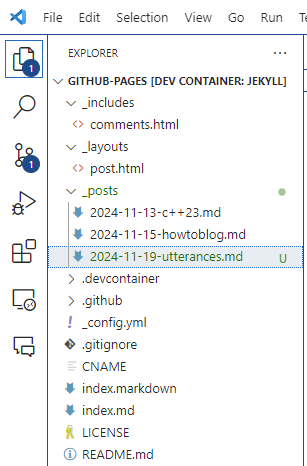 File Edit Selection View Go
EXPLORER ...
GITHUB-PAGES [DEV CONTAINER: JEKYLL]
_includes
<> comments.html
_layouts
<> post.html
_posts
2024-11-13-c++23.md
2024-11-15-howtoblog.md
2024-11-19-utterances.md U
.devcontainer
.github
! _config.yml
.gitignore
CNAME
index.markdown
index.md
LICENSE
README.md
1
1